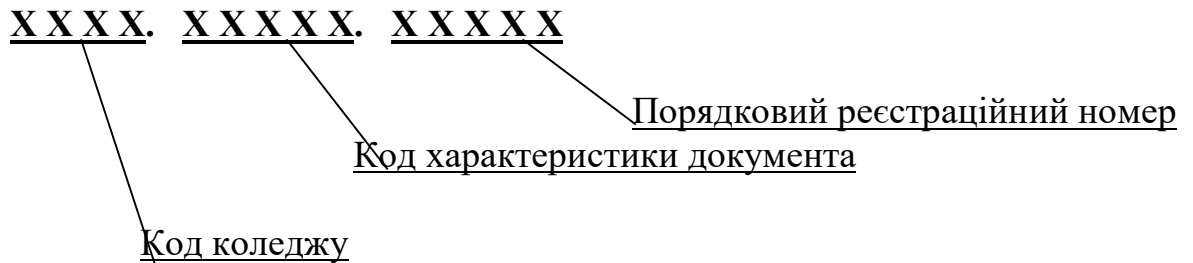 Х Х Х Х. Х Х Х Х Х. Х Х Х Х Х
Порядковий реєстраційний номер
Код характеристики документа
Код коледжу